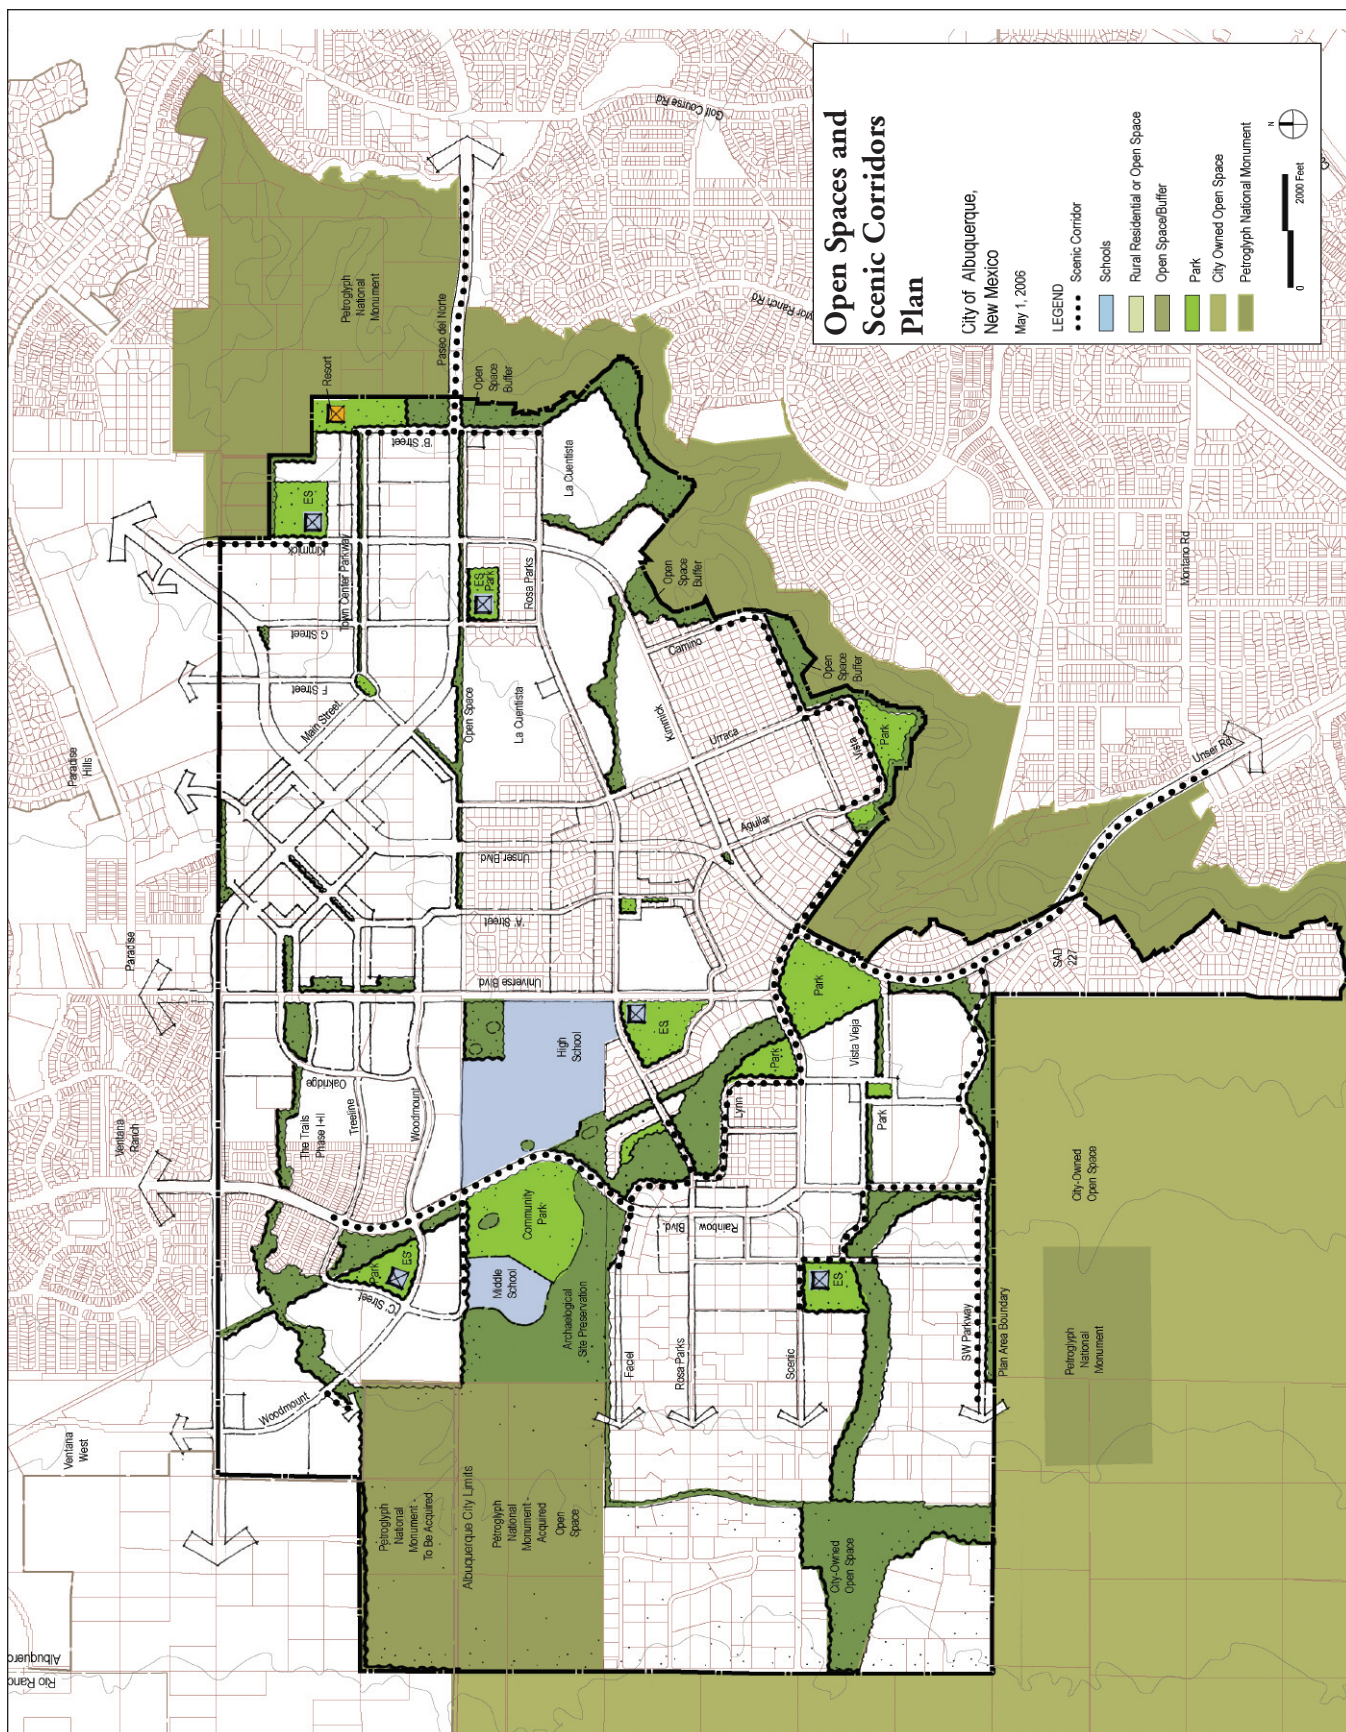 Open Spaces and
Scenic Corridors
Plan
City of Albuquerque,
New Mexico
May 1, 2006
LEGEND
Scenic Corridor
Schools
Rural Residential or Open Space
Open Space/Buffer
Park
City Owned Open Space
Petroglyph National Monument
0
2000 Feet
N
Golf Course Rd
Taylor Ranch Rd
Montano Rd
Unser Rd
Petroglyph
National
Monument
Paseo del Norte
Resort
Open
Space
Buffer
'B' Street
La Cuentista
ES
Kimmick
Town Center Parkway
ES
Park
Rosa Parks
G Street
F Street
Main Street
Open Space
La Cuentista
Open
Space
Buffer
Camino
Kimmick
Urraca
Open
Space
Buffer
Vista
Park
Aguilar
Unser Blvd
'A' Street
Universe Blvd
Paradise
Hills
Paradise
Ventana
Ranch
Ventana
West
Oakridge
The Trails
Phase I+II
Treeline
Woodmount
High
School
ES
Park
Park
Vista Vieja
SAD
227
Lynn
Park
Community
Park
Middle
School
Park
ES
'C' Street
Woodmount
Archaelogical
Site Preservation
Rainbow
Blvd
Facel
Rosa Parks
Scenic
ES
SW Parkway
Plan Area Boundary
City-Owned
Open Space
Petroglyph
National
Monument
Petroglyph
National
Monument -
To Be Acquired
Albuquerque City Limits
Petroglyph
National
Monument -
Acquired
Open
Space
City-Owned
Open Space
Albuquerq
Rio Ranc